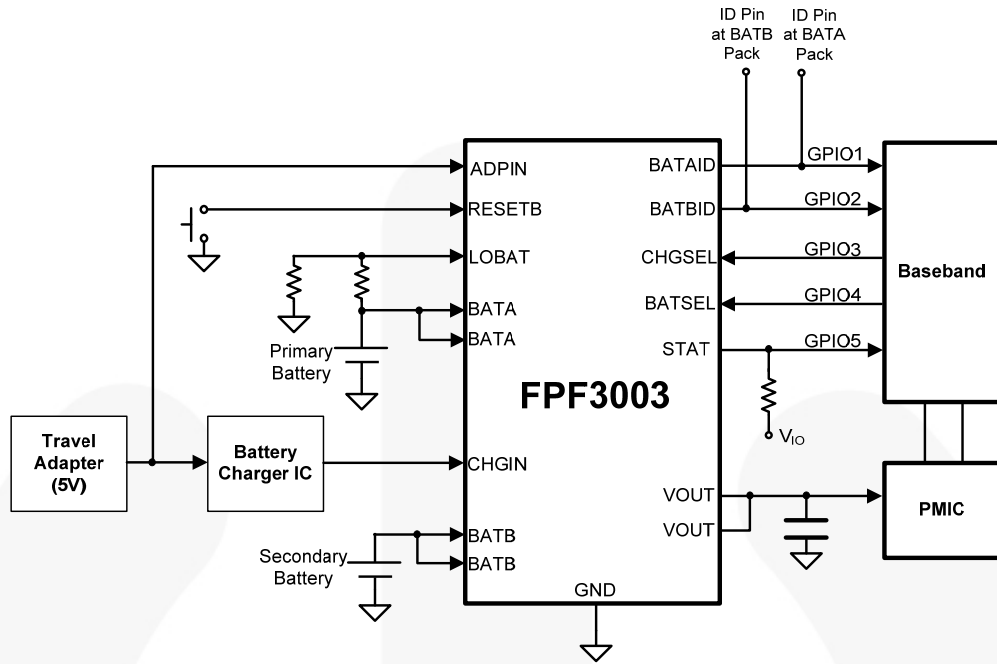 ID Pin
at BATB
Pack
ID Pin
at BATA
Pack
ADPIN
RESETB
LOBAT
BATA
BATA
Primary
Battery
FPF3003
BATAID
BATBID
CHGSEL
BATSEL
STAT
GPIO1
GPIO2
GPIO3
GPIO4
GPIO5
Baseband
VIO
Travel
Adapter
(5V)
Battery
Charger IC
CHGIN
VOUT
VOUT
PMIC
Secondary
Battery
BATB
BATB
GND